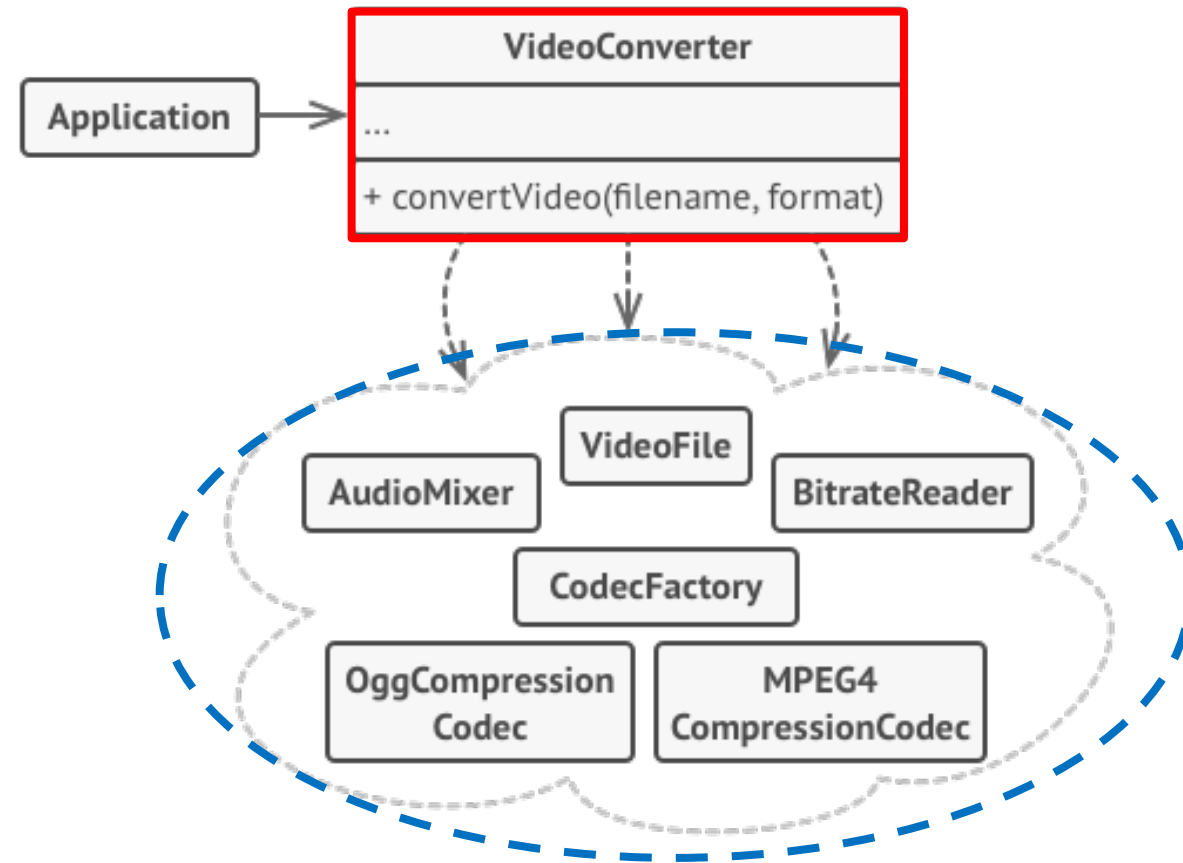 VideoConverter
Application
...
+ convertVideo(filename, format)
VideoFile
AudioMixer
BitrateReader
CodecFactory
OggCompression
Codec
MPEG4
CompressionCodec